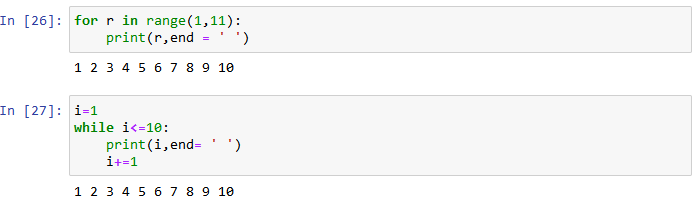 In [26]: for r in range(1,11):
print(r,end = ' ')
1 2 3 4 5 6 7 8 9 10
In [27]: i=1
while i<=10:
print(i,end= ' ')
i+=1
1 2 3 4 5 6 7 8 9 10